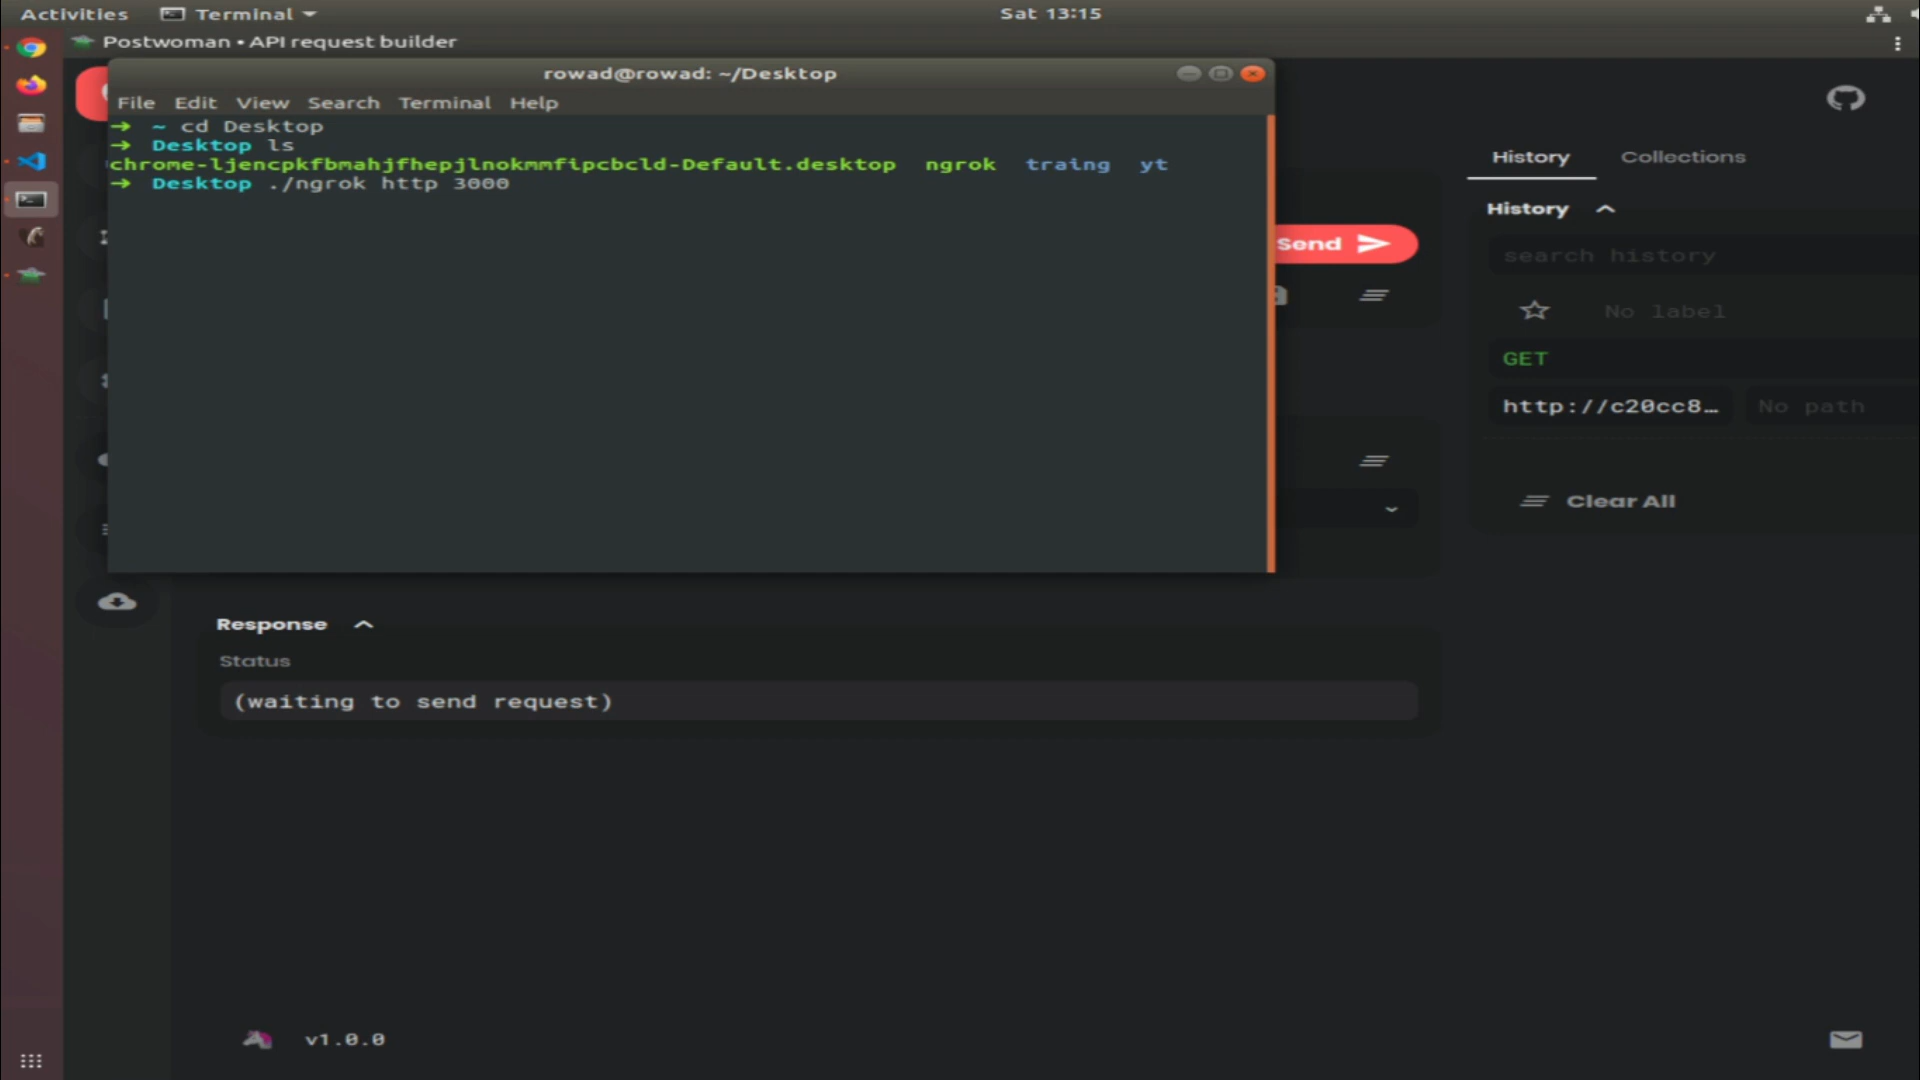 Activities
Terminal
Sat 13:15
Postwoman • API request builder
rowad@rowad: ~/Desktop
File Edit View Search Terminal Help
→ ~ cd Desktop
→ Desktop ls
chrome-ljencpkfbmahjfhepjlnokmmfipcbcld-Default.desktop ngrok traing yt
→ Desktop ./ngrok http 3000
Send
History Collections
History
search history
No label
GET
http://c20cc8… No path
Clear All
Response
Status
(waiting to send request)
v1.0.0